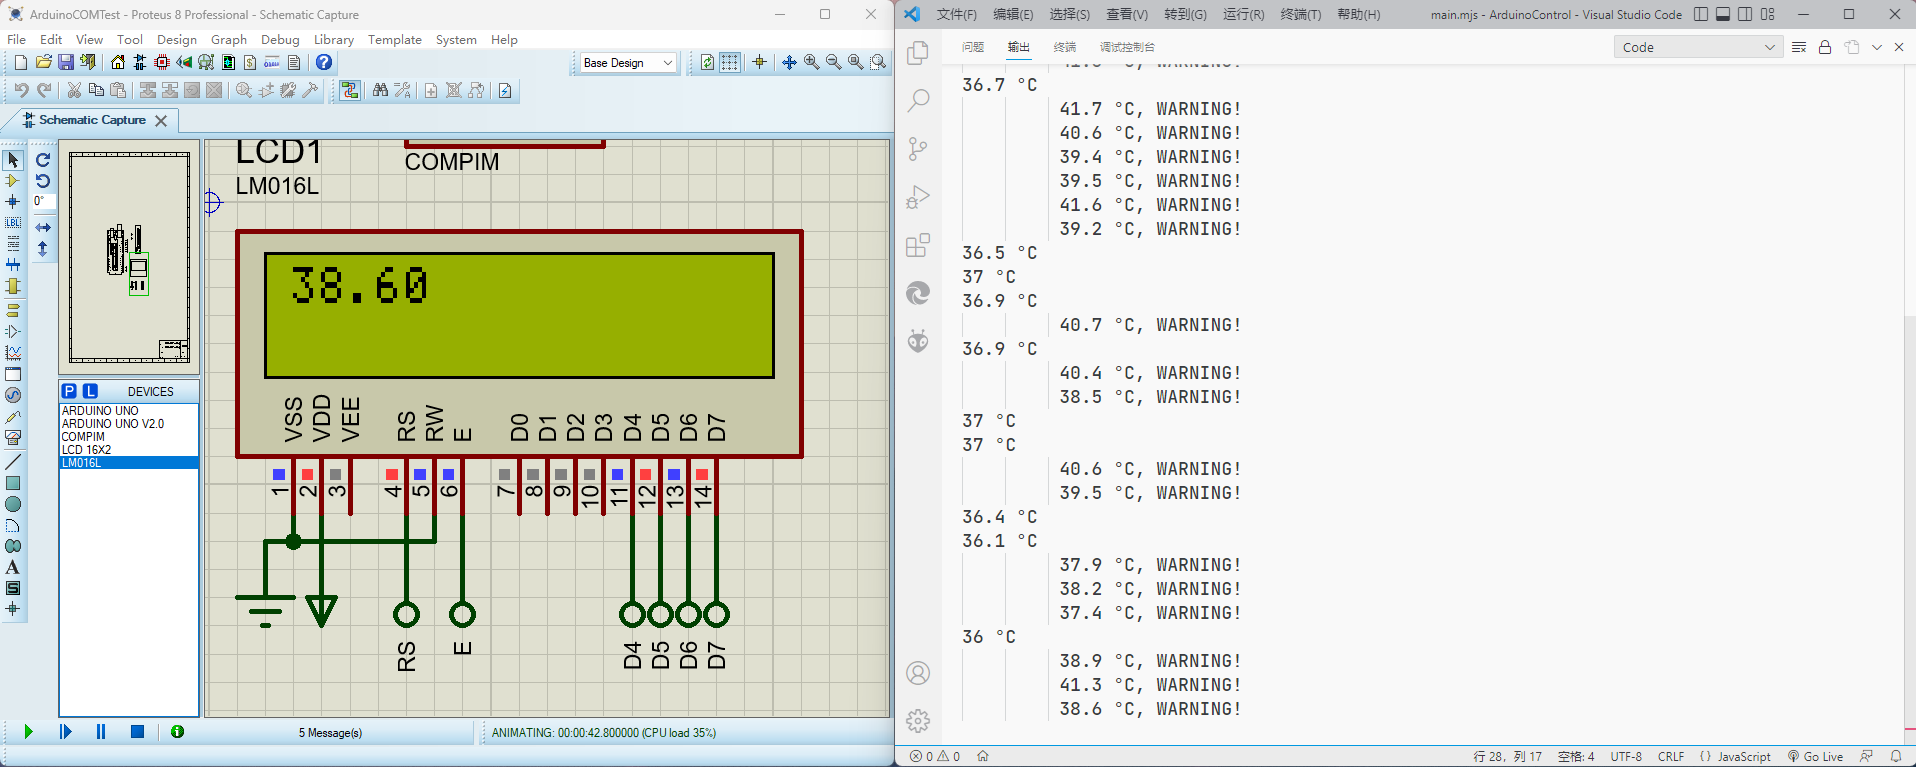 ArduinoCOMTest - Proteus 8 Professional - Schematic Capture
File Edit View Tool Design Graph Debug Library Template System Help
Base Design
Schematic Capture
0°
LBL
P L DEVICES
ARDUINO UNO
ARDUINO UNO V2.0
COMPIM
LCD 16X2
LM016L
LCD1
LM016L
COMPIM
38.60
VSS VDD VEE RS RW E D0 D1 D2 D3 D4 D5 D6 D7
1 2 3 4 5 6 7 8 9 10 11 12 13 14
RS E D4 D5 D6 D7
5 Message(s)
ANIMATING: 00:00:42.800000 (CPU load 35%)
文件(F) 编辑(E) 选择(S) 查看(V) 转到(G) 运行(R) 终端(T) 帮助(H)
main.mjs - ArduinoControl - Visual Studio Code
问题 输出 终端 调试控制台
Code
36.7 °C
41.7 °C, WARNING!
40.6 °C, WARNING!
39.4 °C, WARNING!
39.5 °C, WARNING!
41.6 °C, WARNING!
39.2 °C, WARNING!
36.5 °C
37 °C
36.9 °C
40.7 °C, WARNING!
36.9 °C
40.4 °C, WARNING!
38.5 °C, WARNING!
37 °C
37 °C
40.6 °C, WARNING!
39.5 °C, WARNING!
36.4 °C
36.1 °C
37.9 °C, WARNING!
38.2 °C, WARNING!
37.4 °C, WARNING!
36 °C
38.9 °C, WARNING!
41.3 °C, WARNING!
38.6 °C, WARNING!
0 0
行 28，列 17 空格: 4 UTF-8 CRLF {} JavaScript Go Live